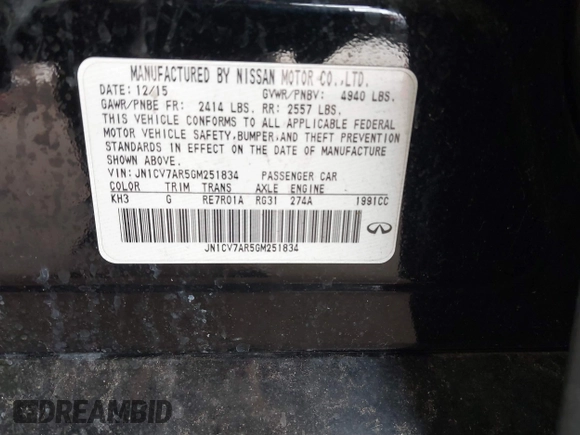 MANUFACTURED BY NISSAN MOTOR CO.,LTD.
DATE: 12/15 GVWR/PNBV: 4940 LBS.
GAWR/PNBE FR: 2414 LBS. RR: 2557 LBS.
THIS VEHICLE CONFORMS TO ALL APPLICABLE FEDERAL
MOTOR VEHICLE SAFETY,BUMPER,AND THEFT PREVENTION
STANDARDS IN EFFECT ON THE DATE OF MANUFACTURE
SHOWN ABOVE.
VIN: JN1CV7AR5GM251834 PASSENGER CAR
COLOR TRIM TRANS AXLE ENGINE
KH3 G RE7R01A RG31 274A 1991CC
JN1CV7AR5GM251834
DREAMBID